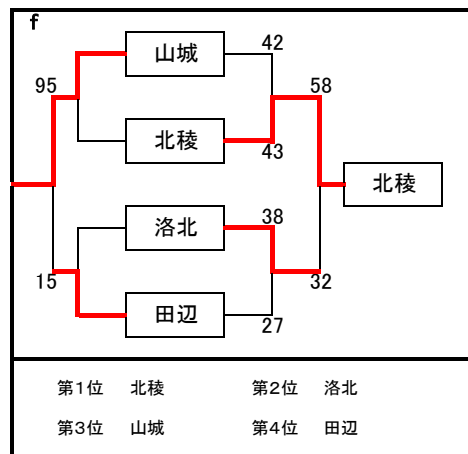 f
山城
42
95
58
北稜
43
北稜
洛北
38
15
32
田辺
27
第1位 北稜 第2位 洛北
第3位 山城 第4位 田辺